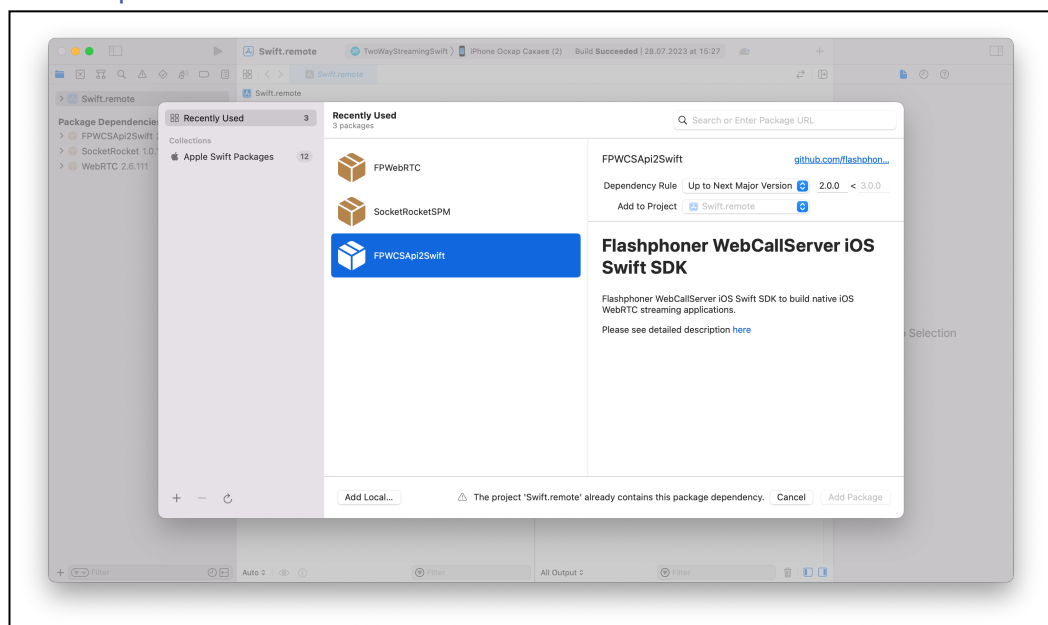 Swift.remote
TwoWayStreamingSwift
iPhone Оскар Сакаев (2)
Build Succeeded | 28.07.2023 at 15:27
Swift.remote
Swift.remote
Swift.remote
Package Dependencie
FPWCSApi2Swift
SocketRocket 1.0.
WebRTC 2.6.111
Recently Used 3
Collections
Apple Swift Packages 12
Recently Used
3 packages
Search or Enter Package URL
FPWebRTC
SocketRocketSPM
FPWCSApi2Swift
FPWCSApi2Swift github.com/flashphon...
Dependency Rule Up to Next Major Version 2.0.0 < 3.0.0
Add to Project Swift.remote
Flashphoner WebCallServer iOS
Swift SDK
Flashphoner WebCallServer iOS Swift SDK to build native iOS
WebRTC streaming applications.
Please see detailed description here
Selection
Add Local...
The project 'Swift.remote' already contains this package dependency.
Cancel
Add Package
Filter
Auto
Filter
All Output
Filter